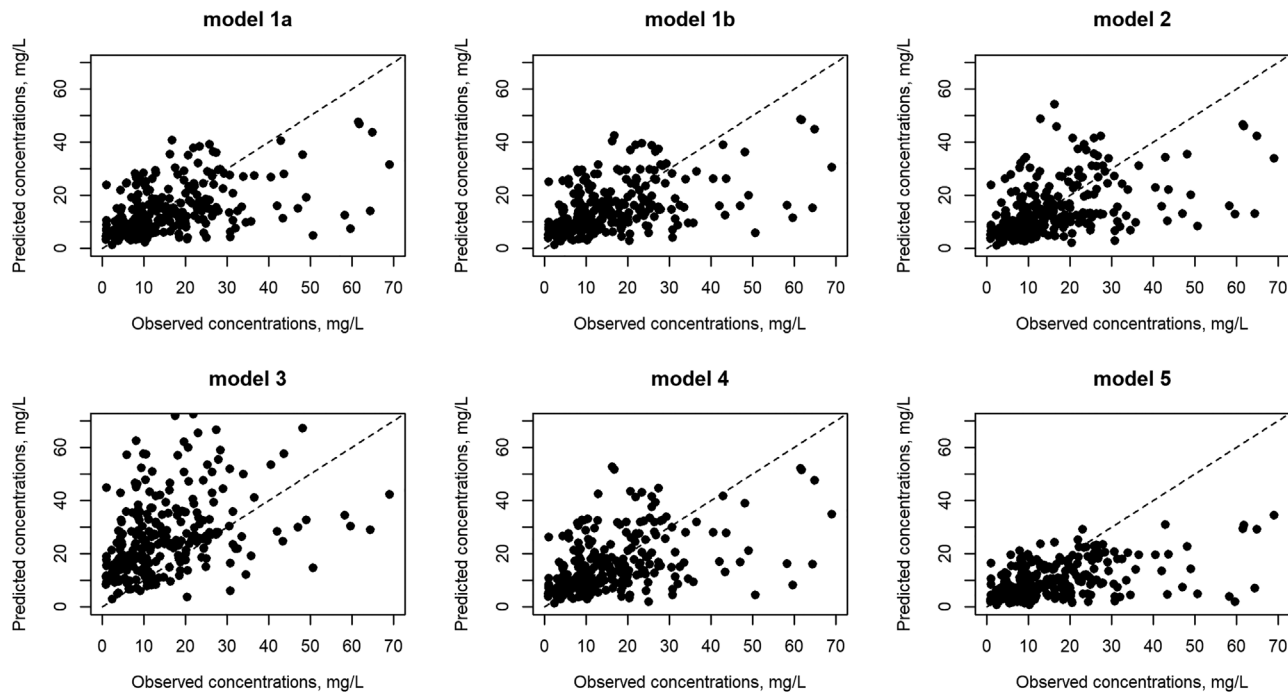 model 1a
Predicted concentrations, mg/L
60
40
20
0
0 10 20 30 40 50 60 70
Observed concentrations, mg/L
model 1b
Predicted concentrations, mg/L
60
40
20
0
0 10 20 30 40 50 60 70
Observed concentrations, mg/L
model 2
Predicted concentrations, mg/L
60
40
20
0
0 10 20 30 40 50 60 70
Observed concentrations, mg/L
model 3
Predicted concentrations, mg/L
60
40
20
0
0 10 20 30 40 50 60 70
Observed concentrations, mg/L
model 4
Predicted concentrations, mg/L
60
40
20
0
0 10 20 30 40 50 60 70
Observed concentrations, mg/L
model 5
Predicted concentrations, mg/L
60
40
20
0
0 10 20 30 40 50 60 70
Observed concentrations, mg/L